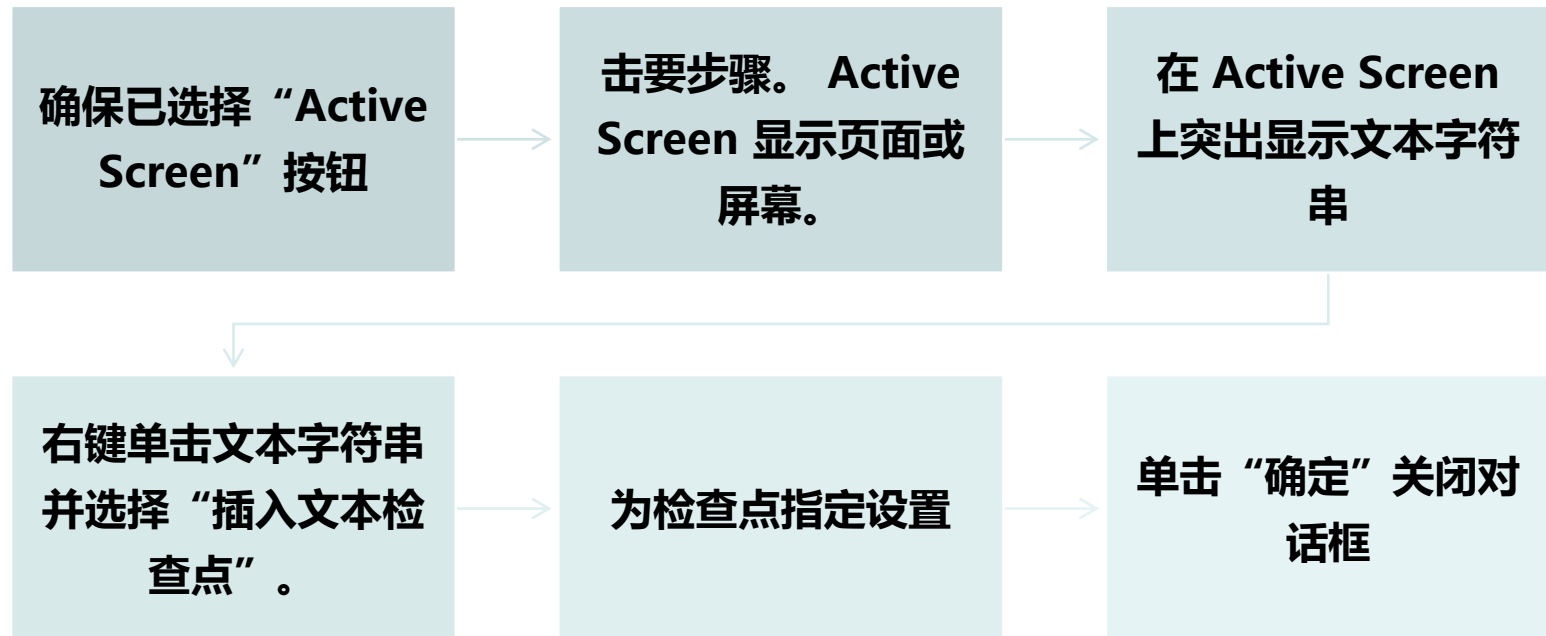 确保已选择“Active
Screen”按钮
击要步骤。 Active
Screen 显示页面或
屏幕。
在 Active Screen
上突出显示文本字符
串
右键单击文本字符串
并选择“插入文本检
查点”。
为检查点指定设置
单击“确定”关闭对
话框